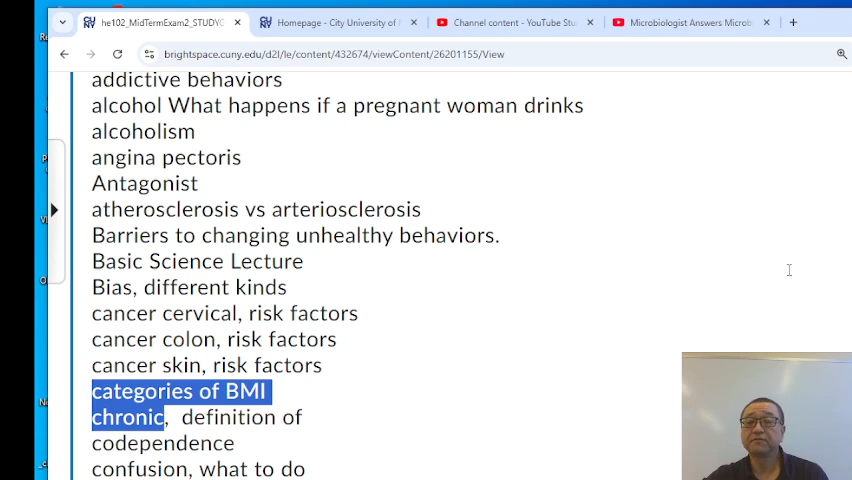 he102_MidTermExam2_STUDYG
Homepage - City University of
Channel content - YouTube Stu
Microbiologist Answers Microbi
brightspace.cuny.edu/d2l/le/content/432674/viewContent/26201155/View
addictive behaviors
alcohol What happens if a pregnant woman drinks
alcoholism
angina pectoris
Antagonist
atherosclerosis vs arteriosclerosis
Barriers to changing unhealthy behaviors.
Basic Science Lecture
Bias, different kinds
cancer cervical, risk factors
cancer colon, risk factors
cancer skin, risk factors
categories of BMI
chronic, definition of
codependence
confusion, what to do